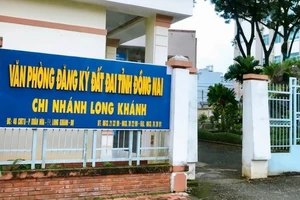 VĂN PHÒNG ĐĂNG KÝ ĐẤT ĐAI TỈNH ĐỒNG NAI
CHI NHÁNH LONG KHÁNH